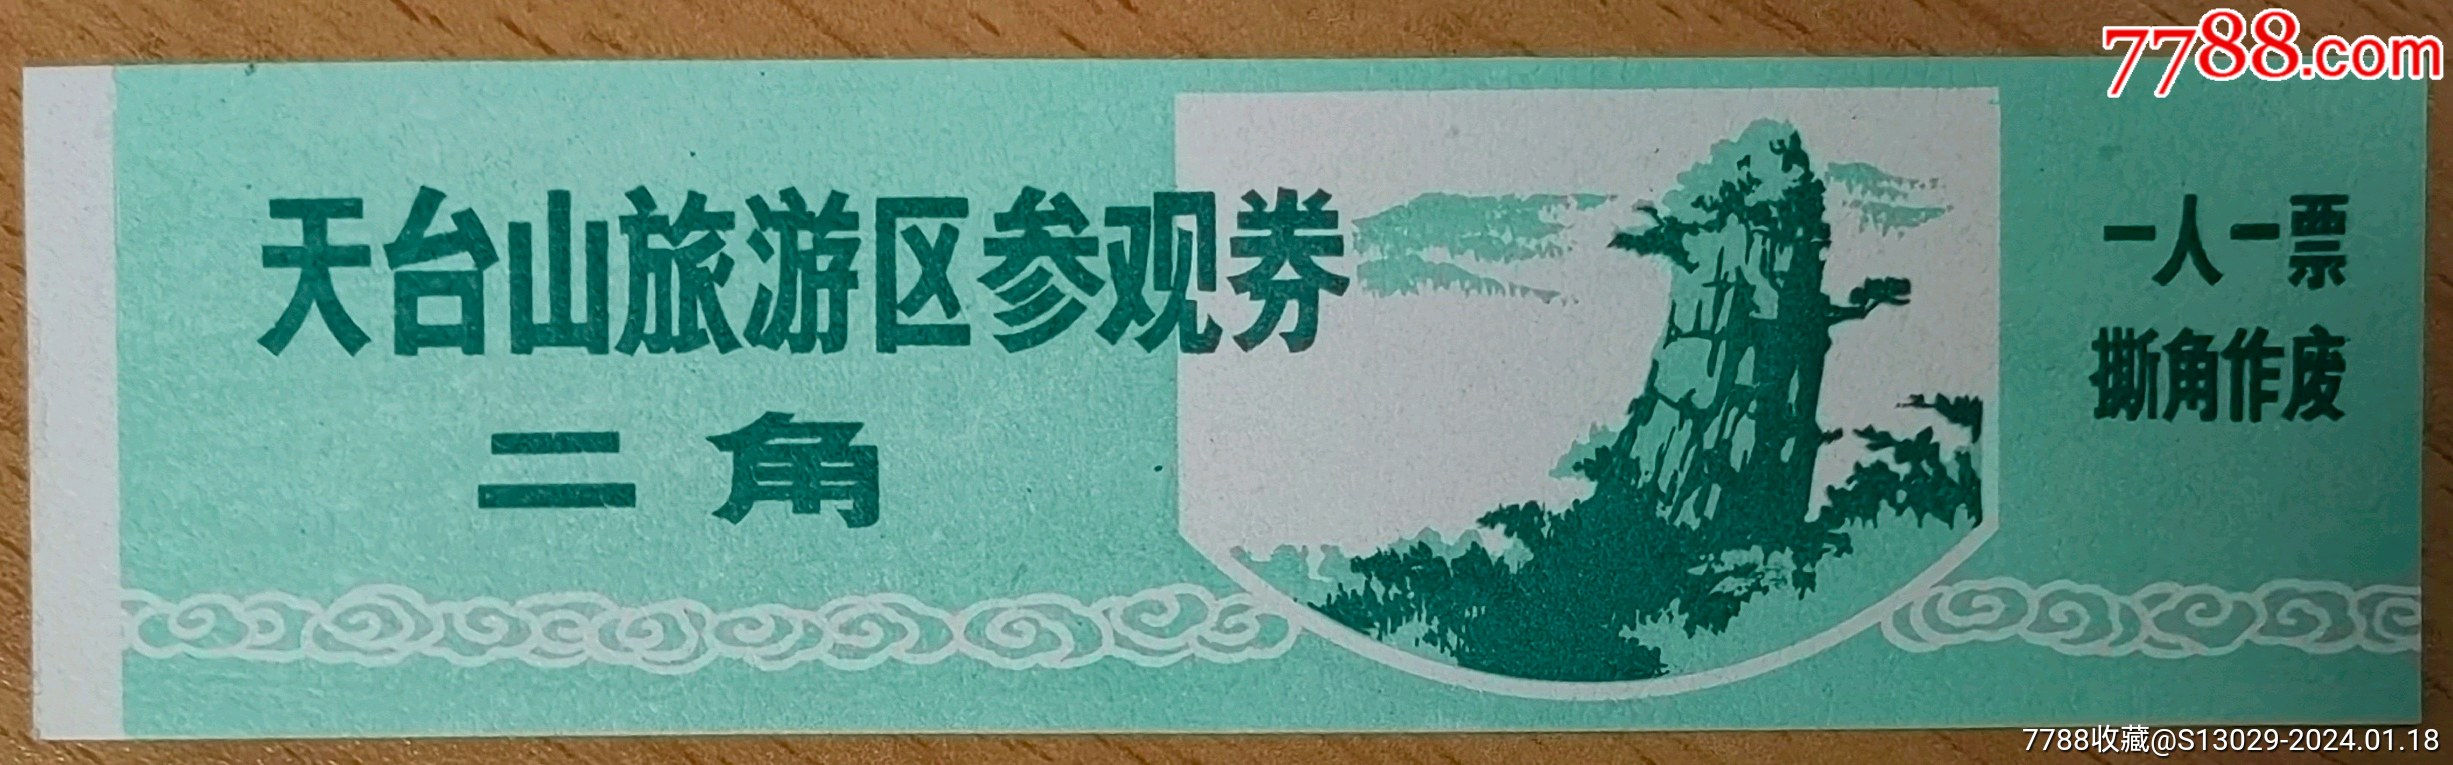 7788.com
天台山旅游区参观券
二角
一人一票
撕角作废
7788收藏@S13029-2024.01.18